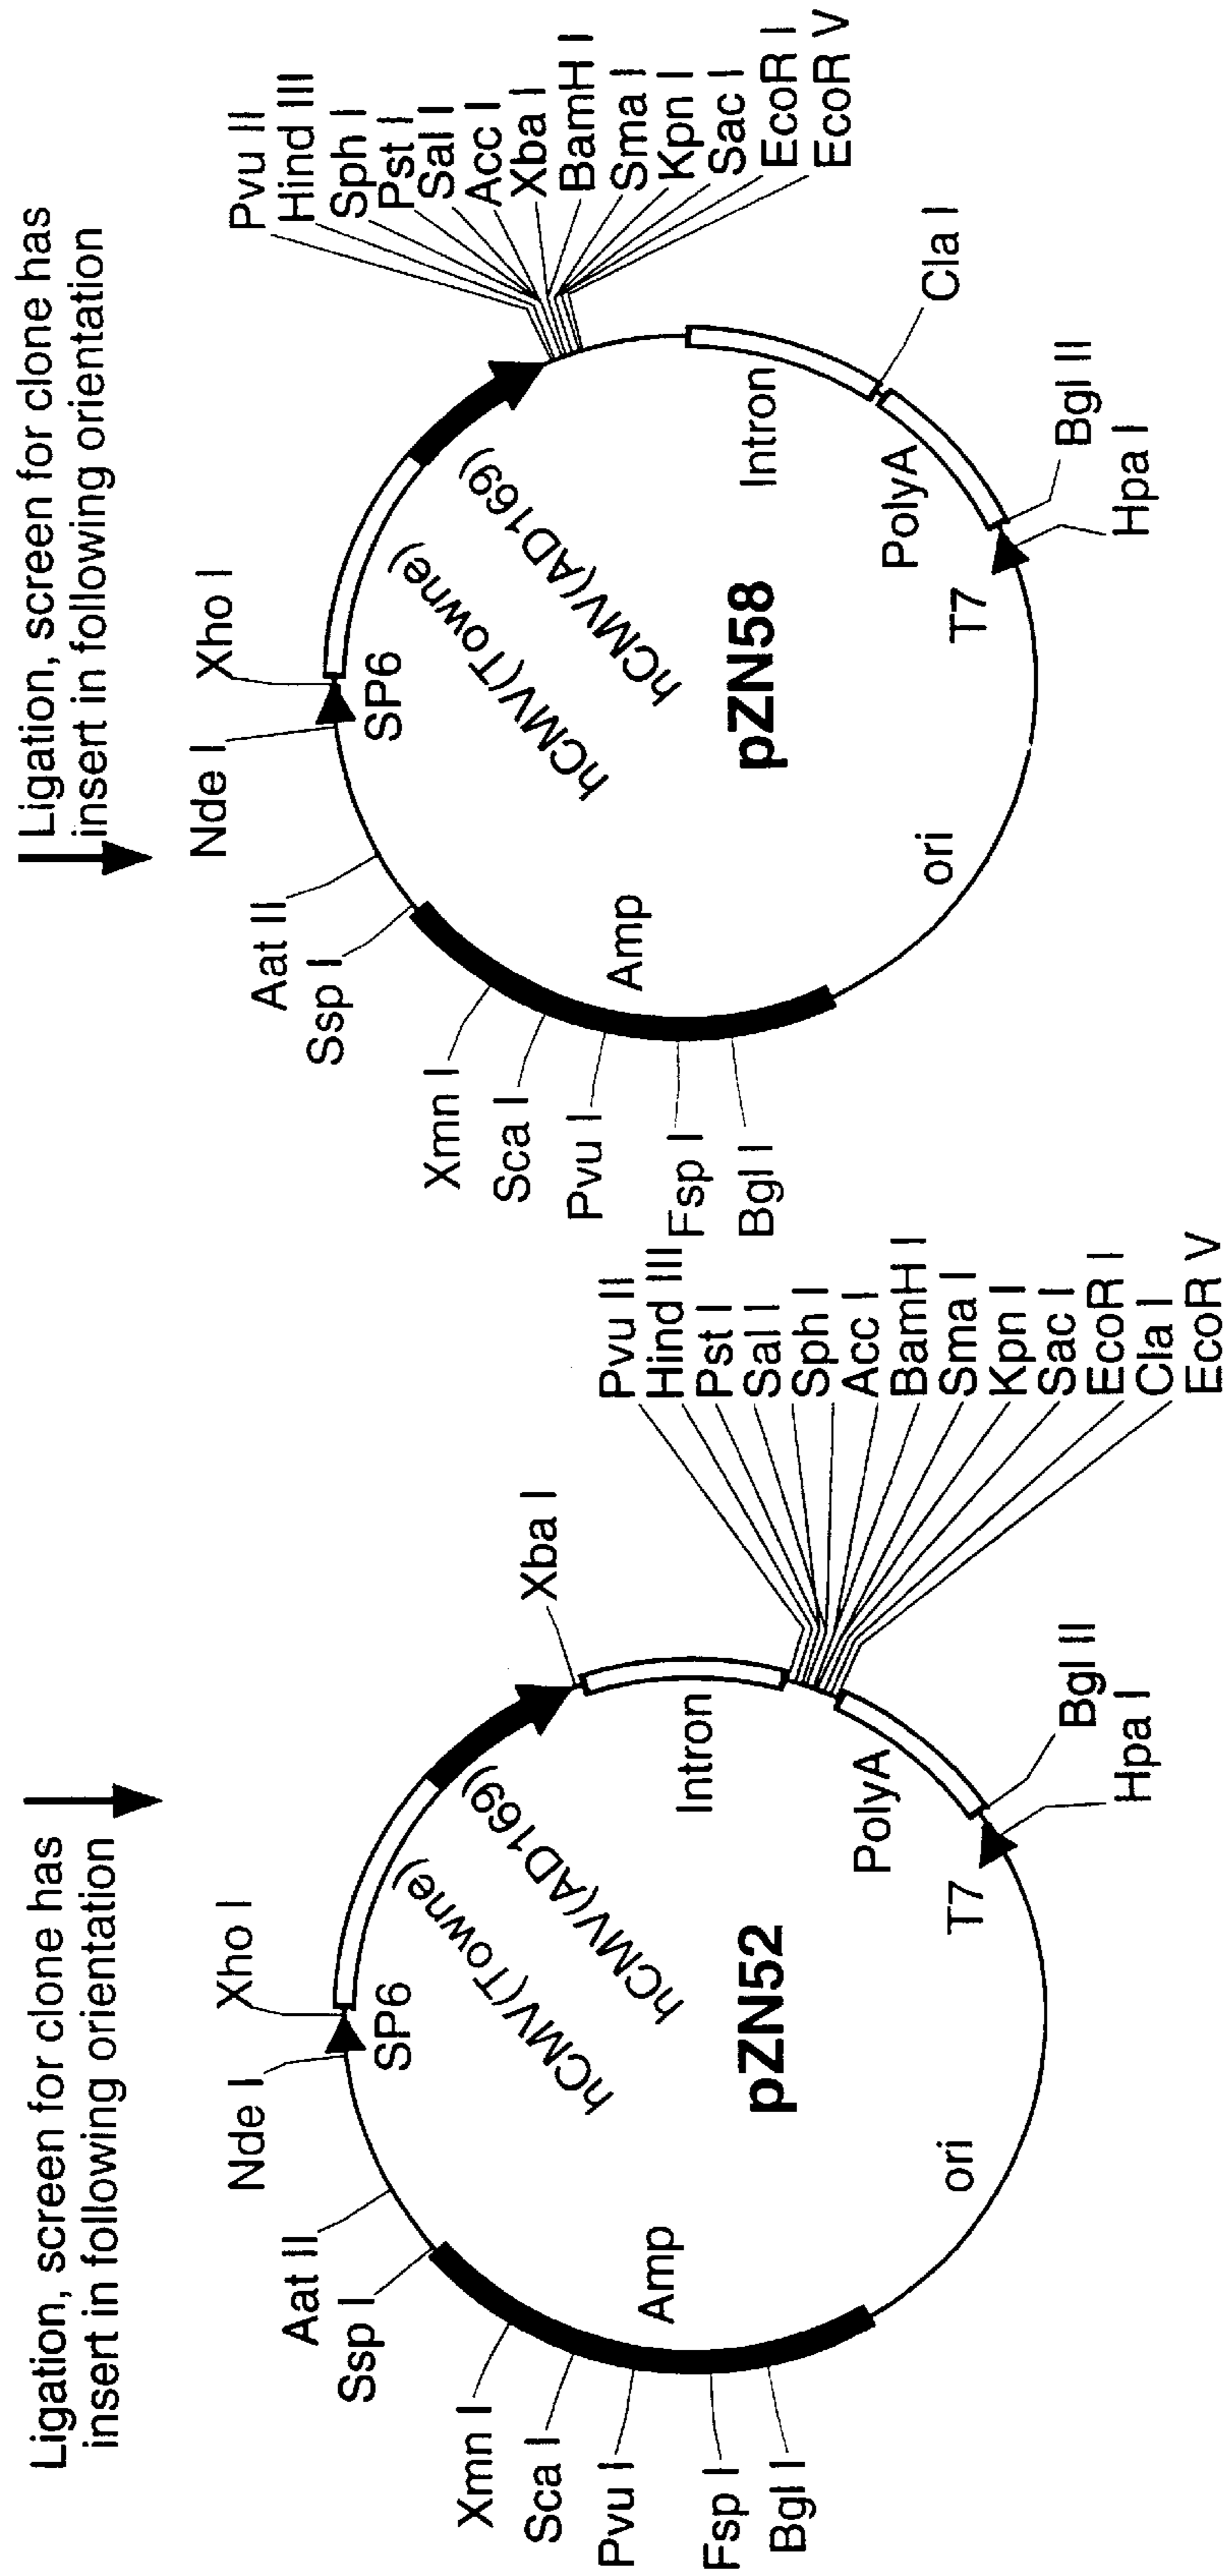 Ligation, screen for clone has
insert in following orientation
Nde I
Xho I
Aat II
Ssp I
SP6
Xmn I
Sca I
Pvu I
Fsp I
Bgl I
Amp
hCMV(Towne)
hCMV(AD169)
Xba I
Intron
Pvu II
Hind III
Pst I
Sal I
Sph I
Acc I
BamH I
Sma I
Kpn I
Sac I
EcoR I
Cla I
EcoR V
pZN52
PolyA
Bgl II
Hpa I
T7
ori
Ligation, screen for clone has
insert in following orientation
Nde I
Xho I
Aat II
Ssp I
SP6
Xmn I
Sca I
Pvu I
Fsp I
Bgl I
Amp
hCMV(Towne)
hCMV(AD169)
Pvu II
Hind III
Sph I
Pst I
Sal I
Acc I
Xba I
BamH I
Sma I
Kpn I
Sac I
EcoR I
EcoR V
Intron
Cla I
pZN58
PolyA
Bgl II
Hpa I
T7
ori